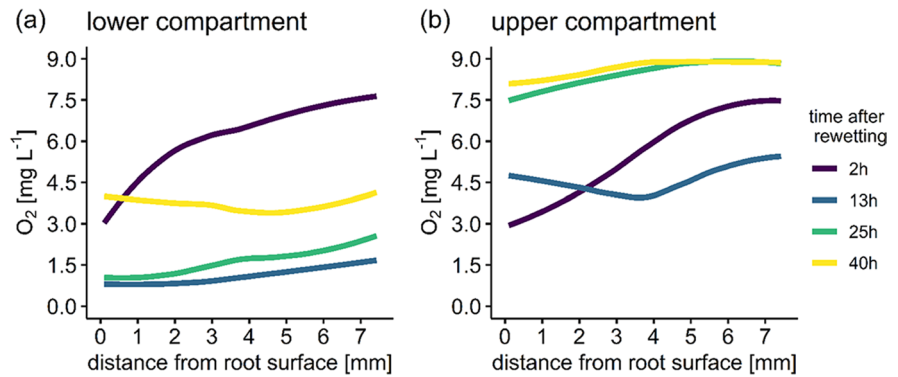 (a) lower compartment
9.0
7.5
6.0
4.5
3.0
1.5
0.0
O₂ [mg L⁻¹]
0 1 2 3 4 5 6 7
distance from root surface [mm]
(b) upper compartment
9.0
7.5
6.0
4.5
3.0
1.5
0.0
O₂ [mg L⁻¹]
0 1 2 3 4 5 6 7
distance from root surface [mm]
time after
rewetting
2h
13h
25h
40h